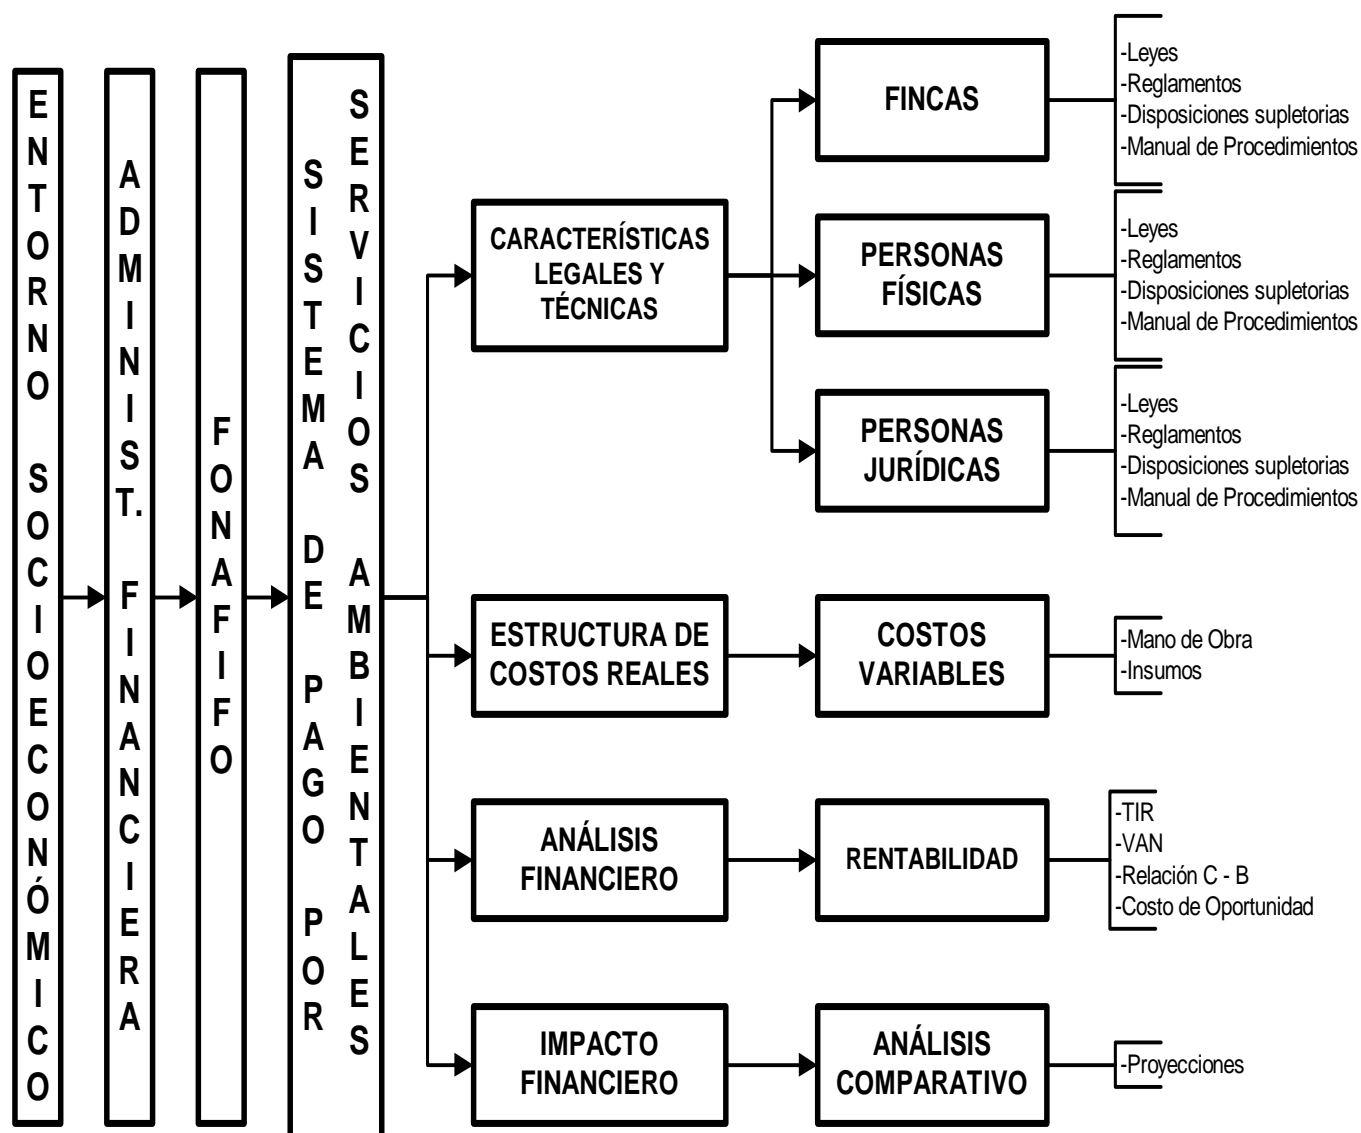 ENTORNO SOCIOECONÓMICO
ADMINIST. FINANCIERA
FONAFIFO
SISTEMA DE PAGO POR
SERVICIOS AMBIENTALES
CARACTERÍSTICAS
LEGALES Y
TÉCNICAS
FINCAS
-Leyes
-Reglamentos
-Disposiciones supletorias
-Manual de Procedimientos
PERSONAS
FÍSICAS
-Leyes
-Reglamentos
-Disposiciones supletorias
-Manual de Procedimientos
PERSONAS
JURÍDICAS
-Leyes
-Reglamentos
-Disposiciones supletorias
-Manual de Procedimientos
ESTRUCTURA DE
COSTOS REALES
COSTOS
VARIABLES
-Mano de Obra
-Insumos
ANÁLISIS
FINANCIERO
RENTABILIDAD
-TIR
-VAN
-Relación C - B
-Costo de Oportunidad
IMPACTO
FINANCIERO
ANÁLISIS
COMPARATIVO
-Proyecciones